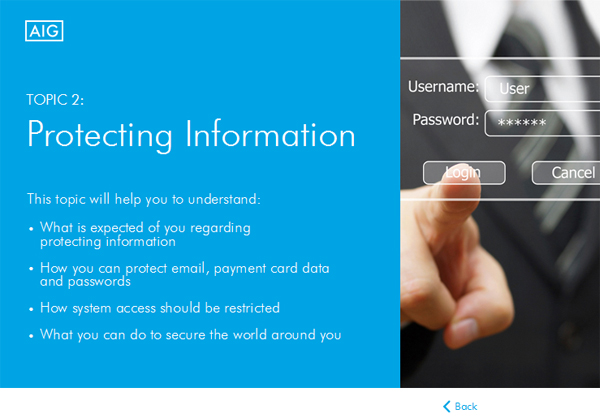 AIG
TOPIC 2:
Protecting Information
This topic will help you to understand:
• What is expected of you regarding
protecting information
• How you can protect email, payment card data
and passwords
• How system access should be restricted
• What you can do to secure the world around you
Username: User
Password: ******
Login Cancel
Back